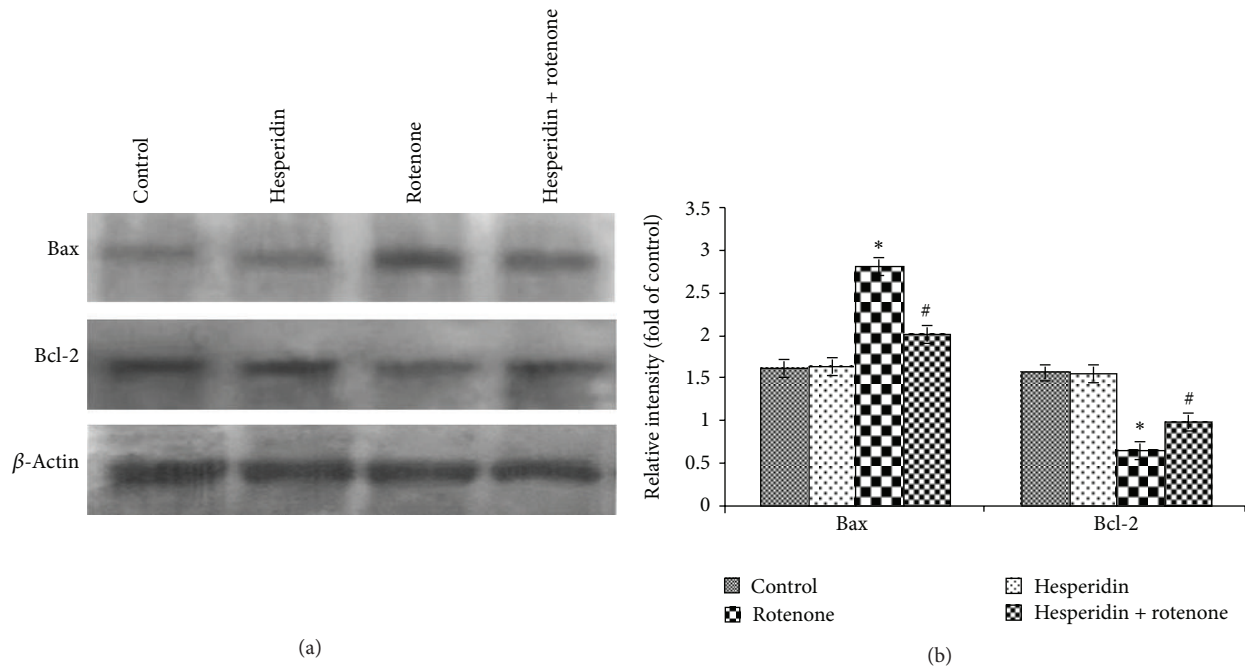 Control
Hesperidin
Rotenone
Hesperidin + rotenone
Bax
Bcl-2
β-Actin
(a)
Relative intensity (fold of control)
3.5
3
2.5
2
1.5
1
0.5
0
*
#
*
#
Bax
Bcl-2
Control
Hesperidin
Rotenone
Hesperidin + rotenone
(b)